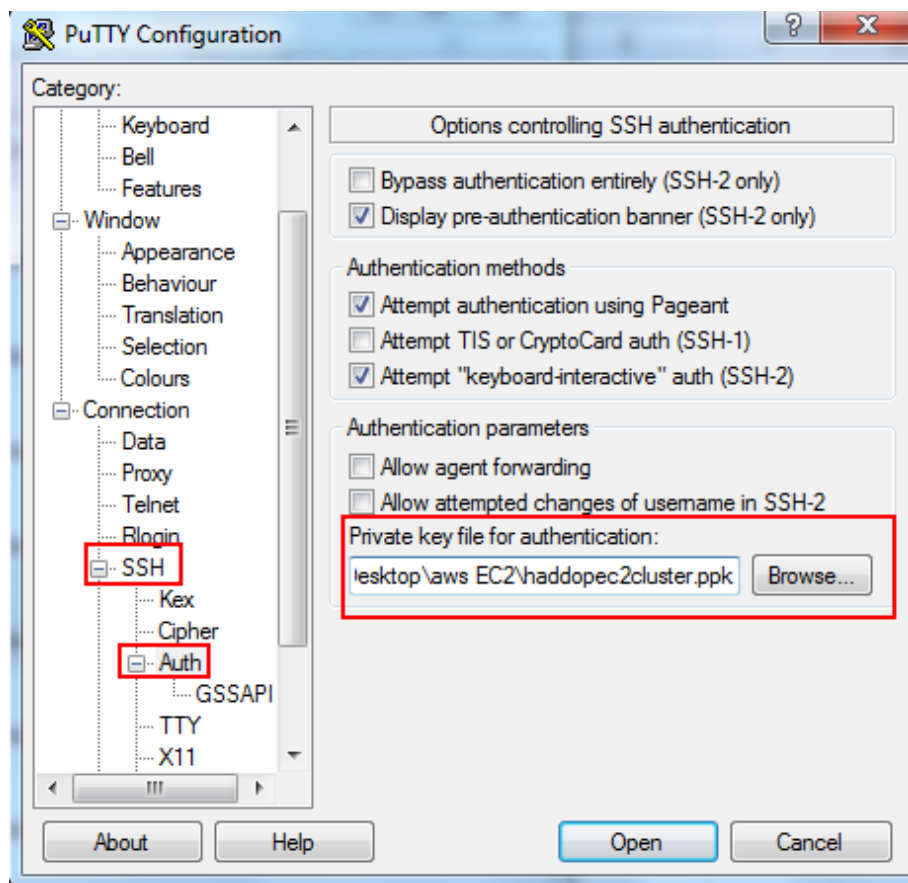 PuTTY Configuration
?
X
Category:
Keyboard
Bell
Features
Window
Appearance
Behaviour
Translation
Selection
Colours
Connection
Data
Proxy
Telnet
Rlogin
SSH
Kex
Cipher
Auth
GSSAPI
TTY
X11
Options controlling SSH authentication
Bypass authentication entirely (SSH-2 only)
Display pre-authentication banner (SSH-2 only)
Authentication methods
Attempt authentication using Pageant
Attempt TIS or CryptoCard auth (SSH-1)
Attempt "keyboard-interactive" auth (SSH-2)
Authentication parameters
Allow agent forwarding
Allow attempted changes of username in SSH-2
Private key file for authentication:
esktop\aws EC2\haddopec2cluster.ppk
Browse...
About
Help
Open
Cancel